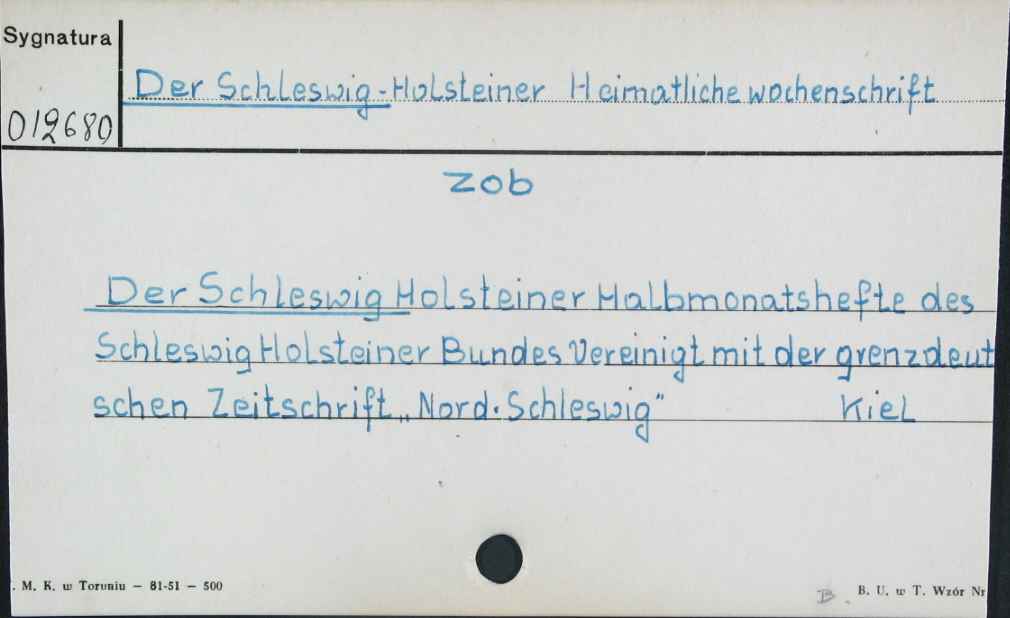 Sygnatura
Der Schleswig-Holsteiner Heimatliche wochenschrift
012680
zob
Der Schleswig Holsteiner Halbmonatshefte des
Schleswig Holsteiner Bundes Vereinigt mit der grenzdeut
schen Zeitschrift „Nord-Schleswig" Kiel
. M. K. w Toruniu — 81-51 — 500
B . B. U. w T. Wzór Nr